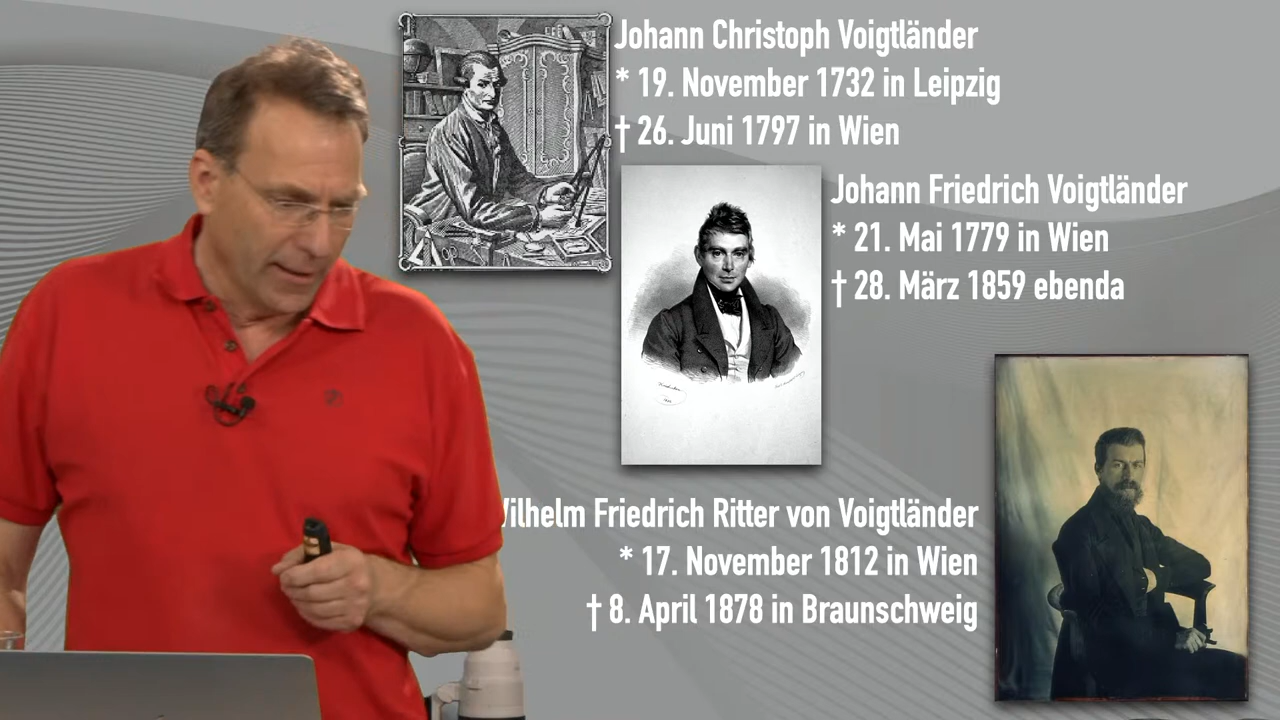 Johann Christoph Voigtländer
* 19. November 1732 in Leipzig
† 26. Juni 1797 in Wien
Johann Friedrich Voigtländer
* 21. Mai 1779 in Wien
† 28. März 1859 ebenda
Friedrich Ritter von Voigtländer
* 17. November 1812 in Wien
† 8. April 1878 in Braunschweig